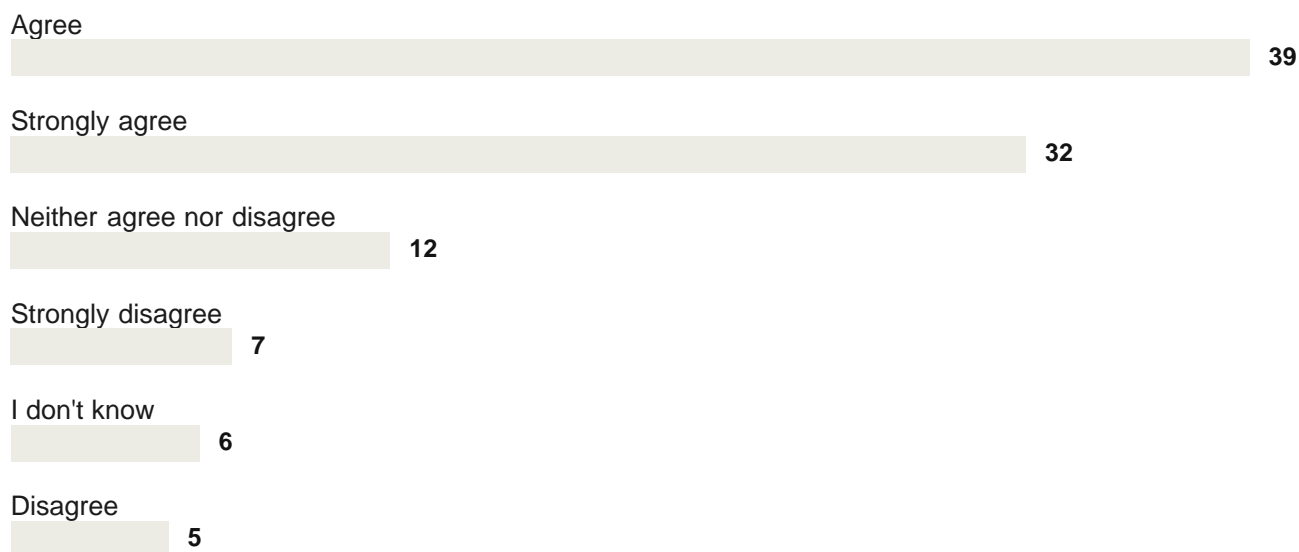 Agree
39
Strongly agree
32
Neither agree nor disagree
12
Strongly disagree
7
I don't know
6
Disagree
5